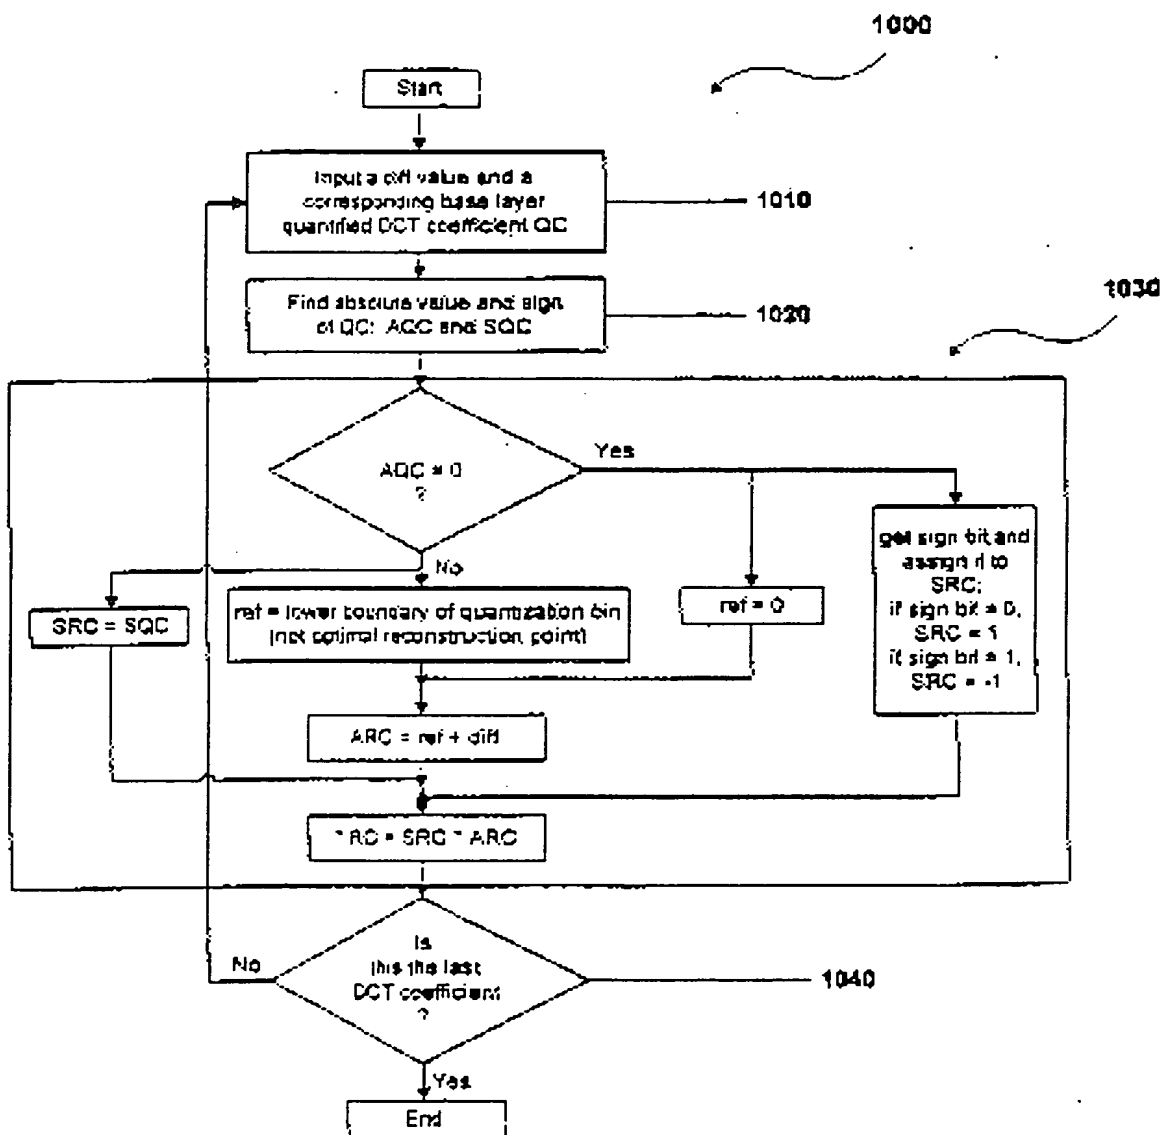 1000
Start
Input a diff value and a
corresponding base layer
quantified DCT coefficient QC
1010
Find absolute value and sign
of QC: AQC and SQC
1020
1030
AQC = 0
?
Yes
No
SRC = SQC
ref = lower boundary of quantization bin
(not optimal reconstruction point)
ref = 0
get sign bit and
assign it to
SRC;
if sign bit = 0,
SRC = 1
if sign bit = 1,
SRC = -1
ARC = ref + diff
RC = SRC * ARC
Is
this the last
DCT coefficient
?
No
1040
Yes
End